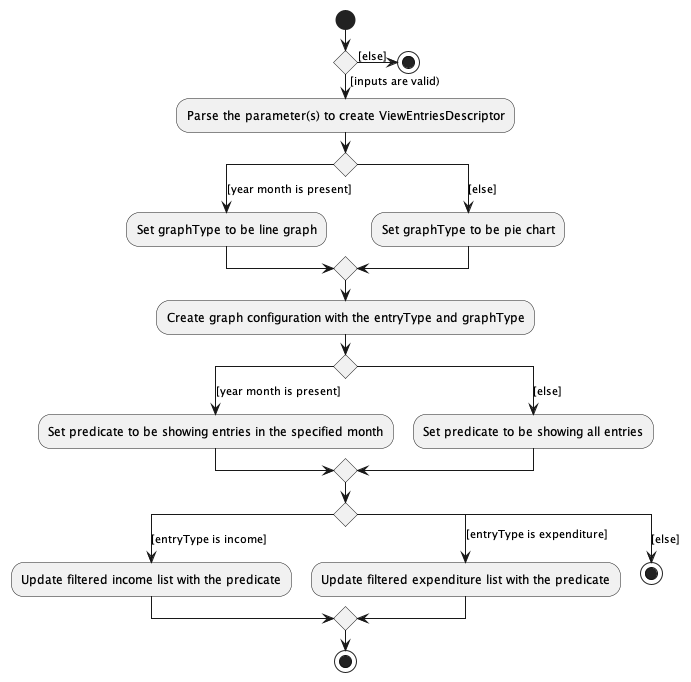 [else]
[inputs are valid)
Parse the parameter(s) to create ViewEntriesDescriptor
[year month is present]
[else]
Set graphType to be line graph
Set graphType to be pie chart
Create graph configuration with the entryType and graphType
[year month is present]
[else]
Set predicate to be showing entries in the specified month
Set predicate to be showing all entries
[entryType is income]
[entryType is expenditure]
[else]
Update filtered income list with the predicate
Update filtered expenditure list with the predicate